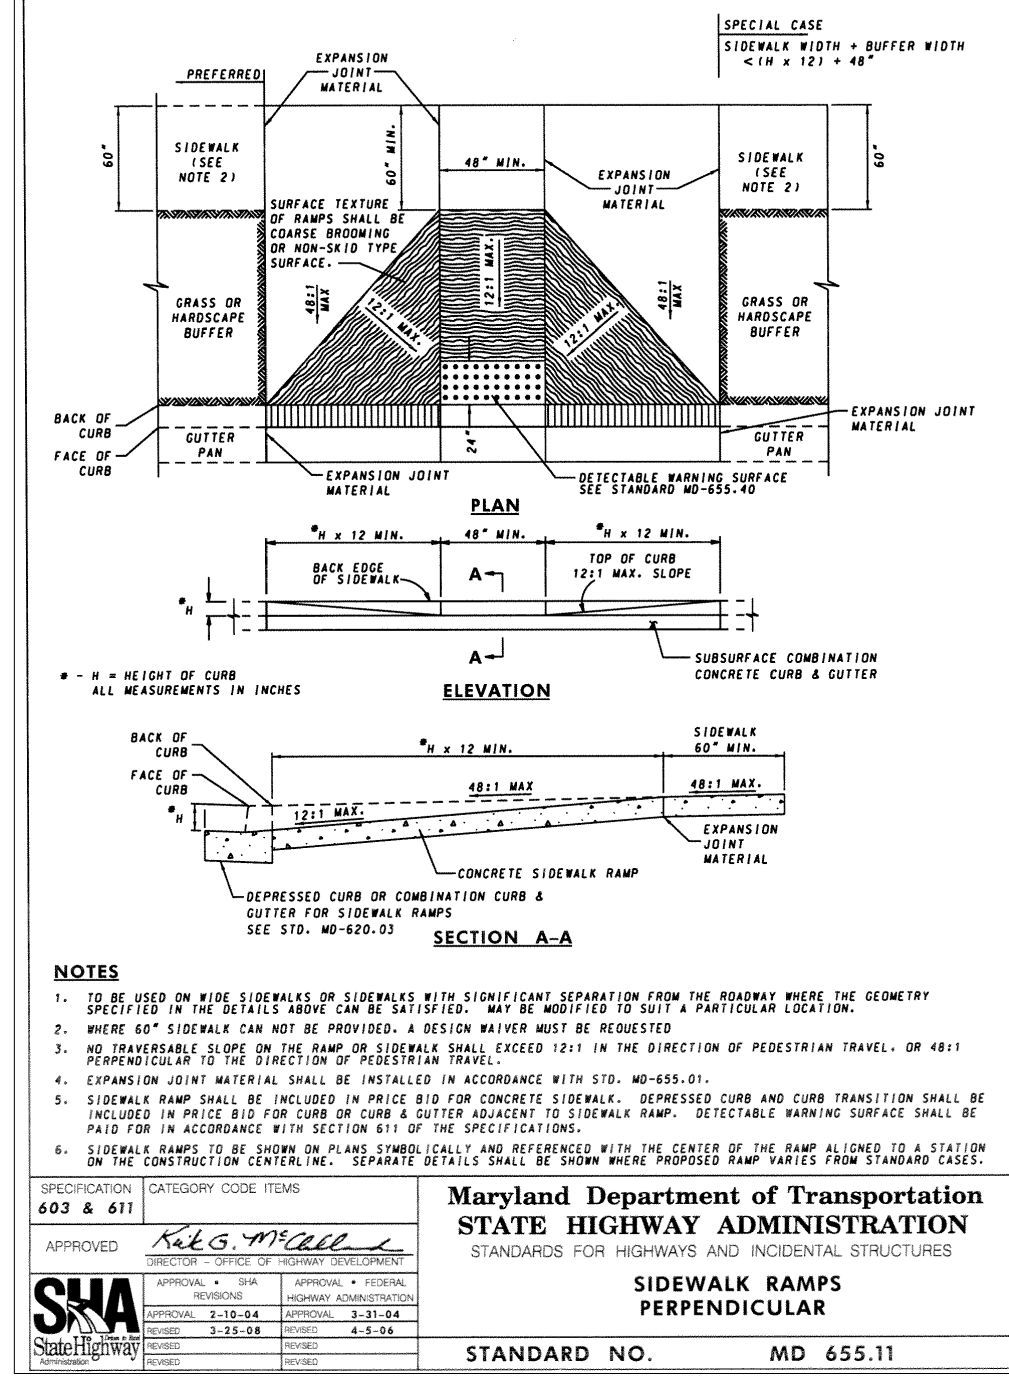 SPECIAL CASE
SIDEWALK WIDTH + BUFFER WIDTH
< (H x 12) + 48"
PREFERRED
EXPANSION
JOINT
MATERIAL
60"
SIDEWALK
(SEE
NOTE 2)
60" MIN.
48" MIN.
EXPANSION
JOINT
MATERIAL
SIDEWALK
(SEE
NOTE 2)
60"
SURFACE TEXTURE
OF RAMPS SHALL BE
COARSE BROOMING
OR NON-SKID TYPE
SURFACE.
48:1
MAX
12:1 MAX.
12:1 MAX.
12:1 MAX.
48:1
MAX
GRASS OR
HARDSCAPE
BUFFER
GRASS OR
HARDSCAPE
BUFFER
BACK OF
CURB
FACE OF
CURB
GUTTER
PAN
24"
GUTTER
PAN
EXPANSION JOINT
MATERIAL
EXPANSION JOINT
MATERIAL
DETECTABLE WARNING SURFACE
SEE STANDARD MD-655.40
PLAN
*H x 12 MIN.
48" MIN.
*H x 12 MIN.
BACK EDGE
OF SIDEWALK
A
TOP OF CURB
12:1 MAX. SLOPE
*H
A
SUBSURFACE COMBINATION
CONCRETE CURB & GUTTER
* - H = HEIGHT OF CURB
ALL MEASUREMENTS IN INCHES
ELEVATION
BACK OF
CURB
FACE OF
CURB
*H x 12 MIN.
SIDEWALK
60" MIN.
48:1 MAX
48:1 MAX.
*H
12:1 MAX.
EXPANSION
JOINT
MATERIAL
CONCRETE SIDEWALK RAMP
DEPRESSED CURB OR COMBINATION CURB &
GUTTER FOR SIDEWALK RAMPS
SEE STD. MD-620.03
SECTION A-A
NOTES
1. TO BE USED ON WIDE SIDEWALKS OR SIDEWALKS WITH SIGNIFICANT SEPARATION FROM THE ROADWAY WHERE THE GEOMETRY
SPECIFIED IN THE DETAILS ABOVE CAN BE SATISFIED. MAY BE MODIFIED TO SUIT A PARTICULAR LOCATION.
2. WHERE 60" SIDEWALK CAN NOT BE PROVIDED, A DESIGN WAIVER MUST BE REQUESTED
3. NO TRAVERSABLE SLOPE ON THE RAMP OR SIDEWALK SHALL EXCEED 12:1 IN THE DIRECTION OF PEDESTRIAN TRAVEL, OR 48:1
PERPENDICULAR TO THE DIRECTION OF PEDESTRIAN TRAVEL.
4. EXPANSION JOINT MATERIAL SHALL BE INSTALLED IN ACCORDANCE WITH STD. MD-655.01.
5. SIDEWALK RAMP SHALL BE INCLUDED IN PRICE BID FOR CONCRETE SIDEWALK. DEPRESSED CURB AND CURB TRANSITION SHALL BE
INCLUDED IN PRICE BID FOR CURB OR CURB & GUTTER ADJACENT TO SIDEWALK RAMP. DETECTABLE WARNING SURFACE SHALL BE
PAID FOR IN ACCORDANCE WITH SECTION 611 OF THE SPECIFICATIONS.
6. SIDEWALK RAMPS TO BE SHOWN ON PLANS SYMBOLICALLY AND REFERENCED WITH THE CENTER OF THE RAMP ALIGNED TO A STATION
ON THE CONSTRUCTION CENTERLINE. SEPARATE DETAILS SHALL BE SHOWN WHERE PROPOSED RAMP VARIES FROM STANDARD CASES.
SPECIFICATION
603 & 611
CATEGORY CODE ITEMS
APPROVED
Kirk G. McClelland
DIRECTOR - OFFICE OF HIGHWAY DEVELOPMENT
SHA
Driven to Excel
StateHighway
Administration
APPROVAL • SHA
REVISIONS
APPROVAL • FEDERAL
HIGHWAY ADMINISTRATION
APPROVAL 2-10-04
APPROVAL 3-31-04
REVISED 3-25-08
REVISED 4-5-06
REVISED
REVISED
REVISED
REVISED
Maryland Department of Transportation
STATE HIGHWAY ADMINISTRATION
STANDARDS FOR HIGHWAYS AND INCIDENTAL STRUCTURES
SIDEWALK RAMPS
PERPENDICULAR
STANDARD NO. MD 655.11